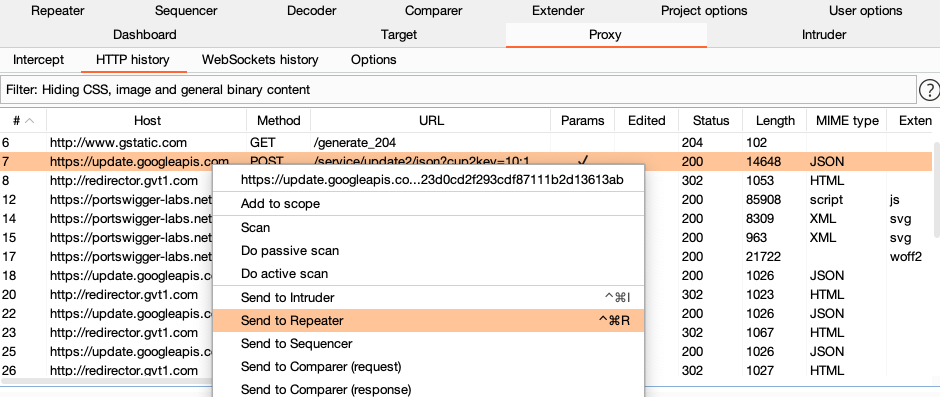 Repeater Sequencer Decoder Comparer Extender Project options User options
Dashboard Target Proxy Intruder
Intercept HTTP history WebSockets history Options
Filter: Hiding CSS, image and general binary content ?
# Host Method URL Params Edited Status Length MIME type Exten
6 http://www.gstatic.com GET /generate_204 204 102
7 https://update.googleapis.com POST /service/update2/json?cup2key=10:1... ✓ 200 14648 JSON
https://update.googleapis.co...23d0cd2f293cdf87111b2d13613ab
8 http://redirector.gvt1.com 302 1053 HTML
Add to scope
12 https://portswigger-labs.net 200 85908 script js
14 https://portswigger-labs.net 200 8309 XML svg
Scan
15 https://portswigger-labs.net 200 963 XML svg
Do passive scan
17 https://portswigger-labs.net 200 21722 woff2
Do active scan
18 https://update.googleapis.co 200 1026 JSON
20 http://redirector.gvt1.com 302 1023 HTML
Send to Intruder ^⌘I
22 https://update.googleapis.co 200 1026 JSON
Send to Repeater ^⌘R
23 http://redirector.gvt1.com 302 1067 HTML
Send to Sequencer
25 https://update.googleapis.co 200 1026 JSON
Send to Comparer (request)
26 http://redirector.gvt1.com 302 1027 HTML
Send to Comparer (response)